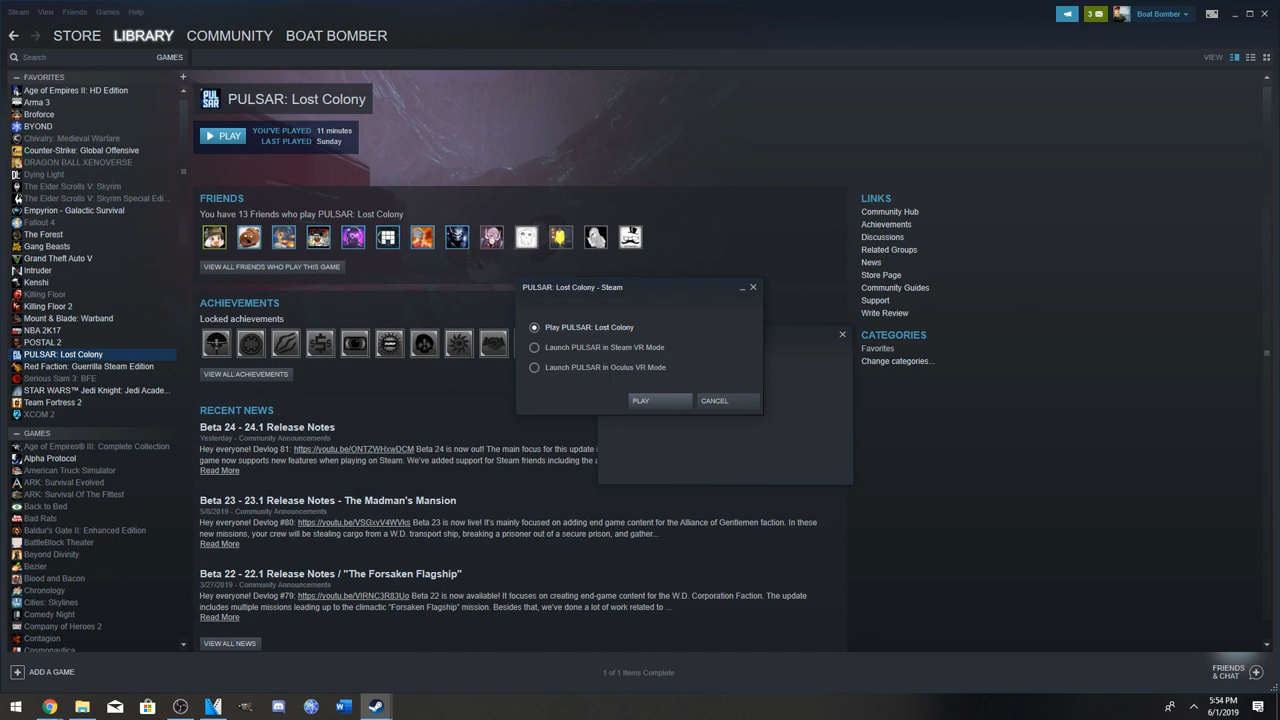 Steam View Friends Games Help
3 Boat Bomber
STORE LIBRARY COMMUNITY BOAT BOMBER
Search GAMES VIEW
FAVORITES +
Age of Empires II: HD Edition
Arma 3
Broforce
BYOND
Chivalry: Medieval Warfare
Counter-Strike: Global Offensive
DRAGON BALL XENOVERSE
Dying Light
The Elder Scrolls V: Skyrim
The Elder Scrolls V: Skyrim Special Edi...
Empyrion - Galactic Survival
Fallout 4
The Forest
Gang Beasts
Grand Theft Auto V
Intruder
Kenshi
Killing Floor
Killing Floor 2
Mount & Blade: Warband
NBA 2K17
POSTAL 2
PULSAR: Lost Colony
Red Faction: Guerrilla Steam Edition
Serious Sam 3: BFE
STAR WARS™ Jedi Knight: Jedi Acade...
Team Fortress 2
XCOM 2
GAMES
Age of Empires® III: Complete Collection
Alpha Protocol
American Truck Simulator
ARK: Survival Evolved
ARK: Survival Of The Fittest
Back to Bed
Bad Rats
Baldur's Gate II: Enhanced Edition
BattleBlock Theater
Beyond Divinity
Bezier
Blood and Bacon
Chronology
Cities: Skylines
Comedy Night
Company of Heroes 2
Contagion
Cosmonautica
PUL
SAR
PULSAR: Lost Colony
PLAY
YOU'VE PLAYED 11 minutes
LAST PLAYED Sunday
FRIENDS
You have 13 Friends who play PULSAR: Lost Colony
VIEW ALL FRIENDS WHO PLAY THIS GAME
ACHIEVEMENTS
Locked achievements
VIEW ALL ACHIEVEMENTS
RECENT NEWS
Beta 24 - 24.1 Release Notes
Yesterday - Community Announcements
Hey everyone! Devlog 81: https://youtu.be/ONTZWHxwDCM Beta 24 is now out! The main focus for this update i
game now supports new features when playing on Steam. We've added support for Steam friends including the a
Read More
Beta 23 - 23.1 Release Notes - The Madman's Mansion
5/8/2019 - Community Announcements
Hey everyone! Devlog #80: https://youtu.be/VSGxyV4WVks Beta 23 is now live! It's mainly focused on adding end game content for the Alliance of Gentlemen faction. In these
new missions, your crew will be stealing cargo from a W.D. transport ship, breaking a prisoner out of a secure prison, and gather...
Read More
Beta 22 - 22.1 Release Notes / "The Forsaken Flagship"
3/27/2019 - Community Announcements
Hey everyone! Devlog #79: https://youtu.be/VIRNC3R83Uo Beta 22 is now available! It focuses on creating end-game content for the W.D. Corporation Faction. The update
includes multiple missions leading up to the climactic "Forsaken Flagship" mission. Besides that, we've done a lot of work related to ...
Read More
VIEW ALL NEWS
PULSAR: Lost Colony - Steam
Play PULSAR: Lost Colony
Launch PULSAR in Steam VR Mode
Launch PULSAR in Oculus VR Mode
PLAY CANCEL
LINKS
Community Hub
Achievements
Discussions
Related Groups
News
Store Page
Community Guides
Support
Write Review
CATEGORIES
Favorites
Change categories...
+ ADD A GAME
1 of 1 Items Complete
FRIENDS
& CHAT
5:54 PM
6/1/2019